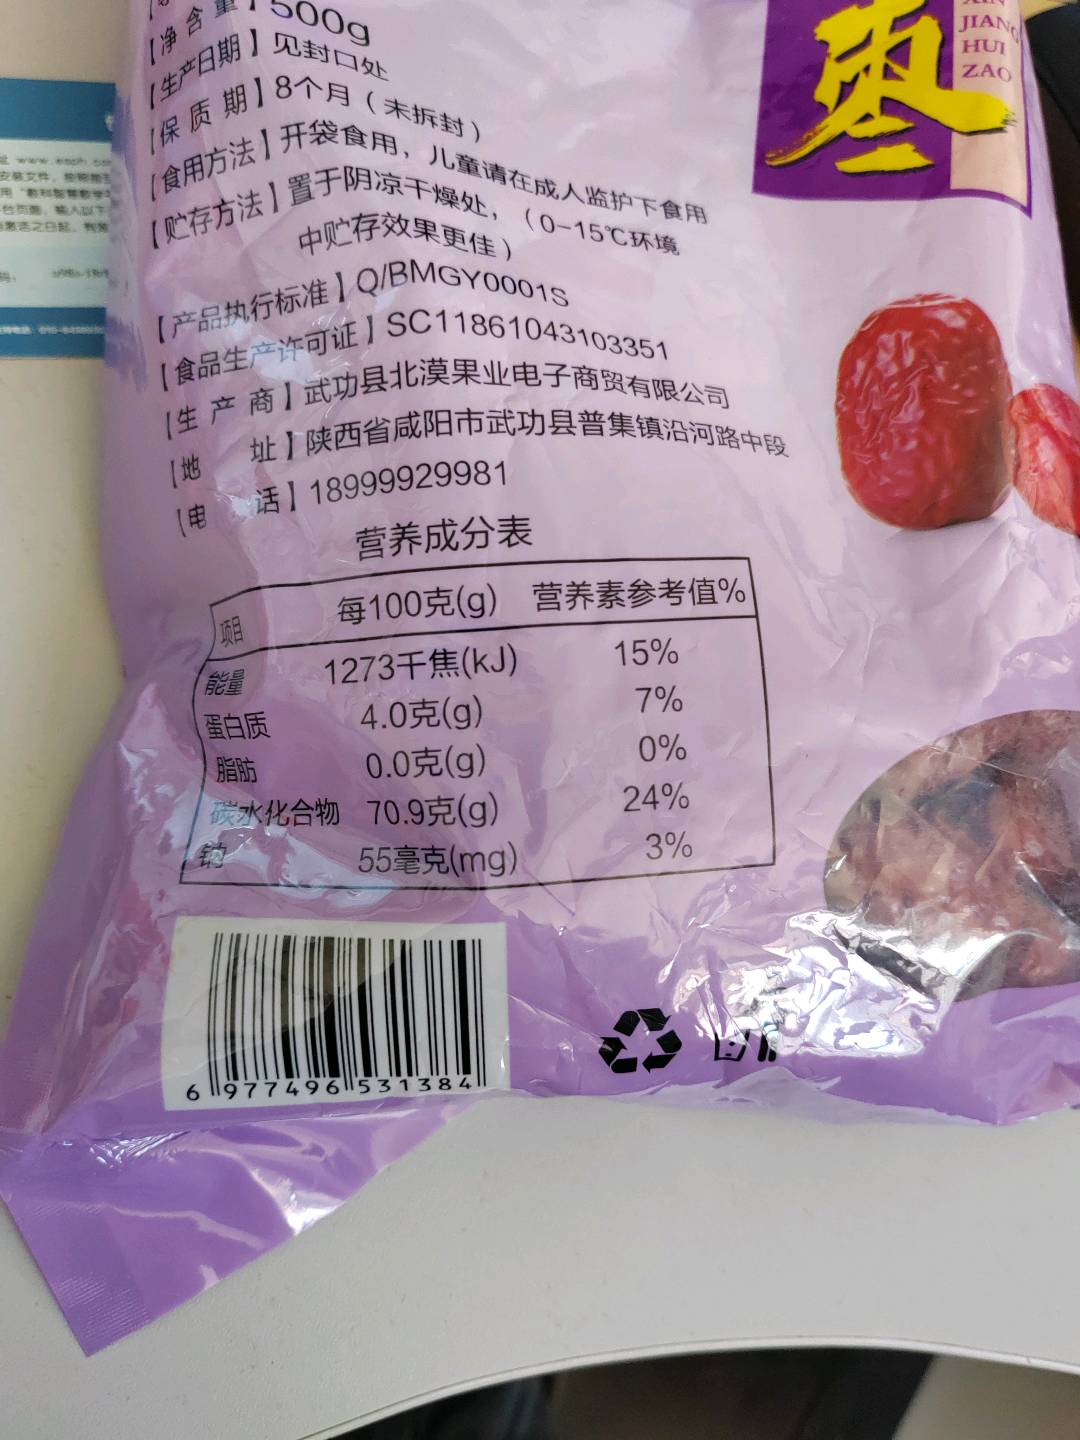 【净含量】500g
【生产日期】见封口处
【保质期】8个月（未拆封）
【食用方法】开袋食用，儿童请在成人监护下食用
【贮存方法】置于阴凉干燥处，（0-15℃环境
中贮存效果更佳）
【产品执行标准】Q/BMGY0001S
【食品生产许可证】SC11861043103351
【生产商】武功县北漠果业电子商贸有限公司
【地址】陕西省咸阳市武功县普集镇沿河路中段
【电话】18999929981
营养成分表
项目 每100克(g) 营养素参考值%
能量 1273千焦(kJ) 15%
蛋白质 4.0克(g) 7%
脂肪 0.0克(g) 0%
碳水化合物 70.9克(g) 24%
钠 55毫克(mg) 3%
6 977496 531384
枣
JIANG
HUI
ZAO